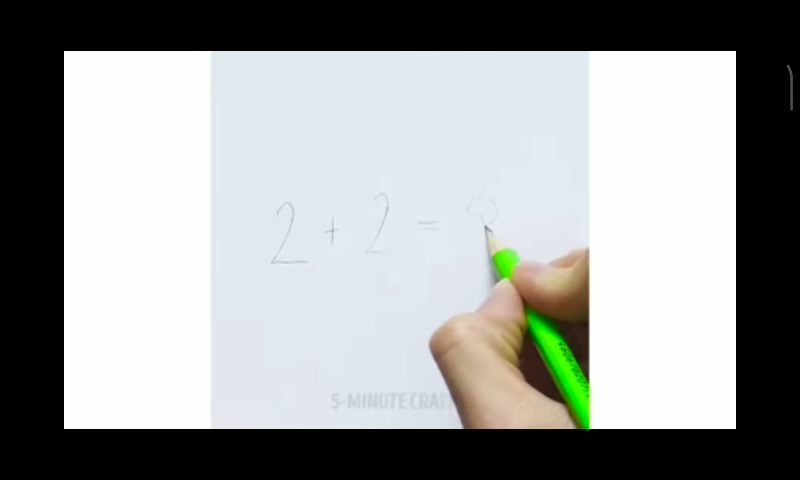 2 + 2 =
5-MINUTE CRAF